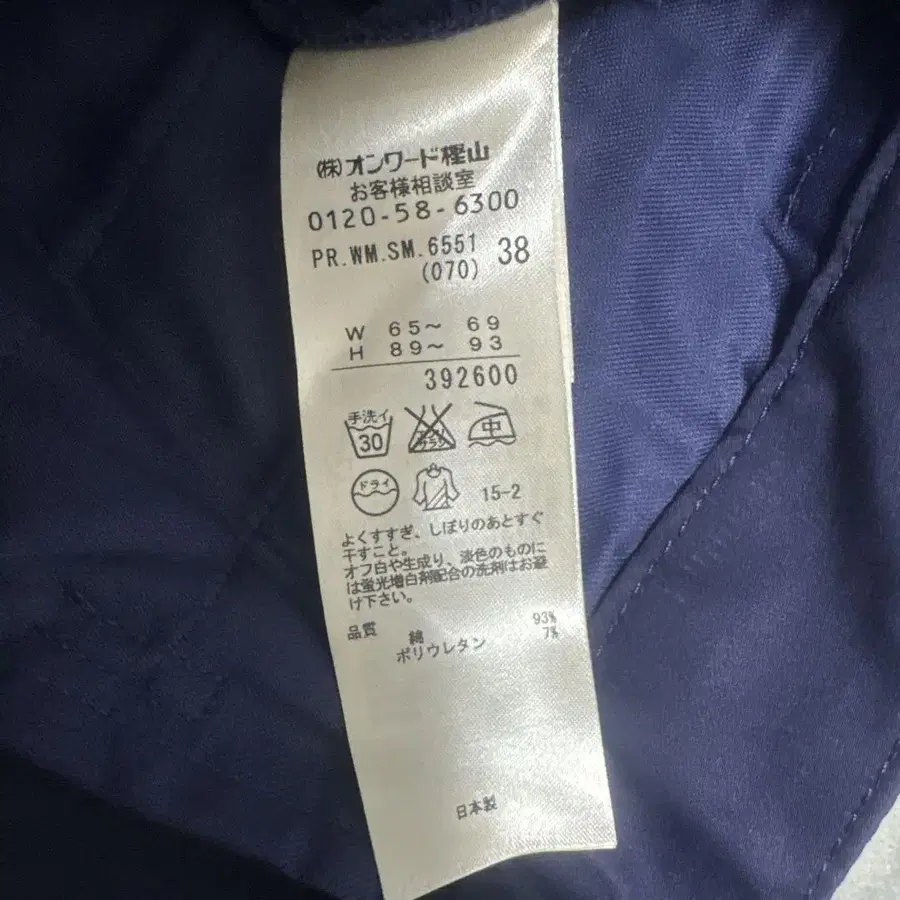 (株)オンワード樫山
お客様相談室
0120-58-6300
PR.WM.SM.6551 38
(070)
W 65～ 69
H 89～ 93
392600
手洗イ
30
中
ドライ
15-2
よくすすぎ、しぼりのあとすぐ
干すこと。
オフ白や生成り、淡色のものに
は蛍光増白剤配合の洗剤はお避
け下さい。
品質 綿 93%
ポリウレタン 7%
日本製